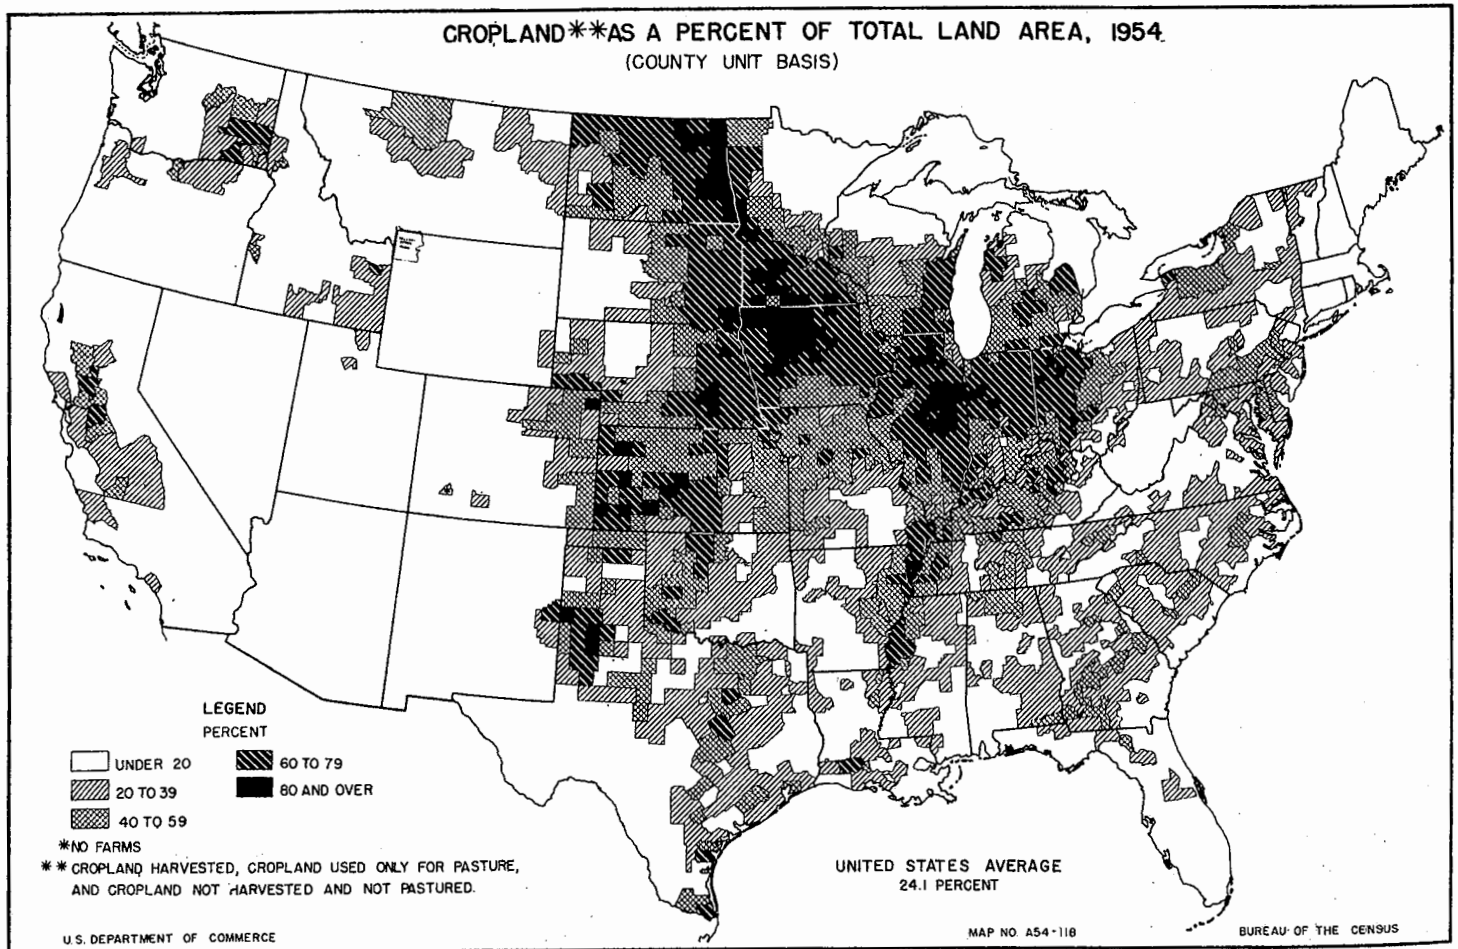 CROPLAND**AS A PERCENT OF TOTAL LAND AREA, 1954
(COUNTY UNIT BASIS)
LEGEND
PERCENT
UNDER 20
20 TO 39
40 TO 59
60 TO 79
80 AND OVER
*NO FARMS
** CROPLAND HARVESTED, CROPLAND USED ONLY FOR PASTURE,
AND CROPLAND NOT HARVESTED AND NOT PASTURED.
UNITED STATES AVERAGE
24.1 PERCENT
U.S. DEPARTMENT OF COMMERCE
MAP NO. A54-118
BUREAU OF THE CENSUS